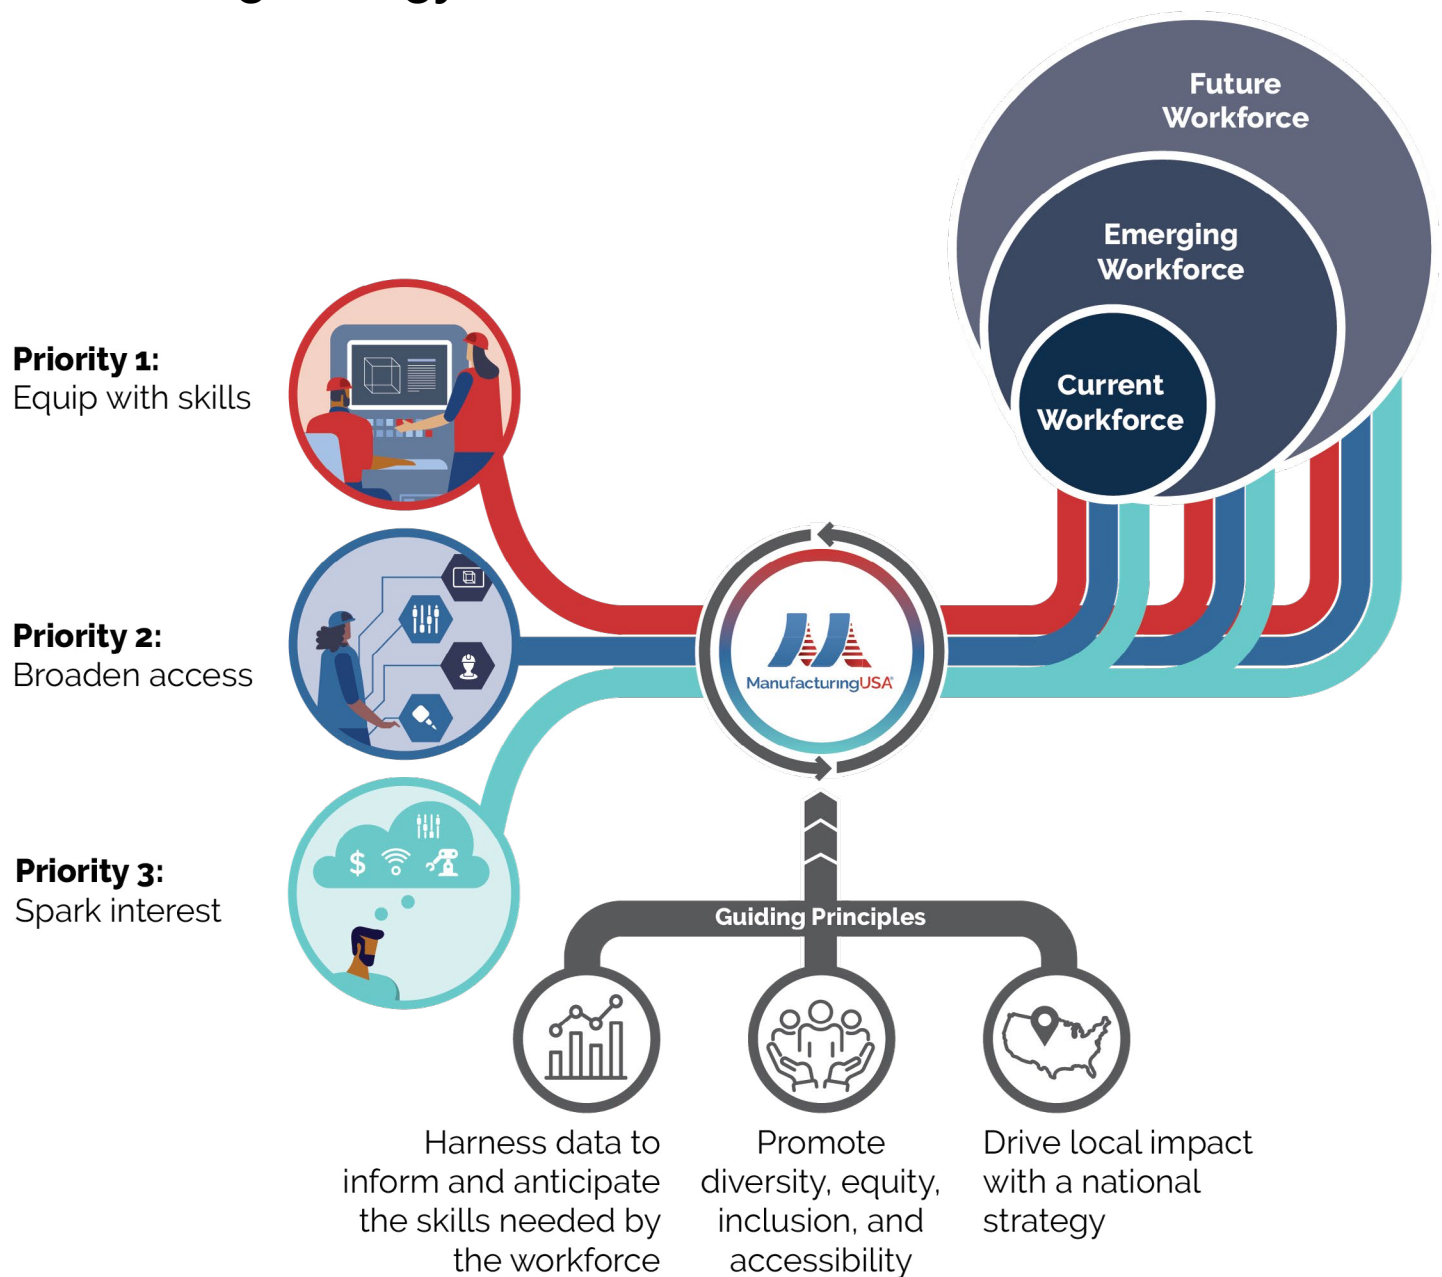 Future
Workforce
Emerging
Workforce
Current
Workforce
Priority 1:
Equip with skills
Priority 2:
Broaden access
Priority 3:
Spark interest
$
ManufacturingUSA®
Guiding Principles
Harness data to
inform and anticipate
the skills needed by
the workforce
Promote
diversity, equity,
inclusion, and
accessibility
Drive local impact
with a national
strategy